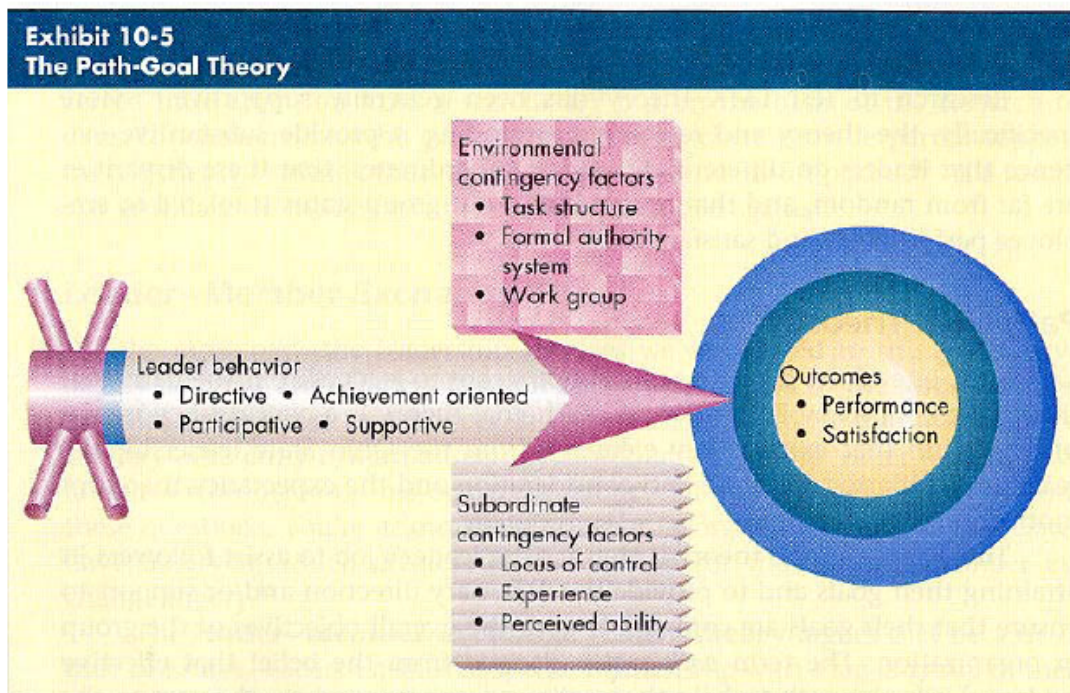 Exhibit 10-5
The Path-Goal Theory
Environmental
contingency factors
• Task structure
• Formal authority
system
• Work group
Leader behavior
• Directive • Achievement oriented
• Participative • Supportive
Outcomes
• Performance
• Satisfaction
Subordinate
contingency factors
• Locus of control
• Experience
• Perceived ability